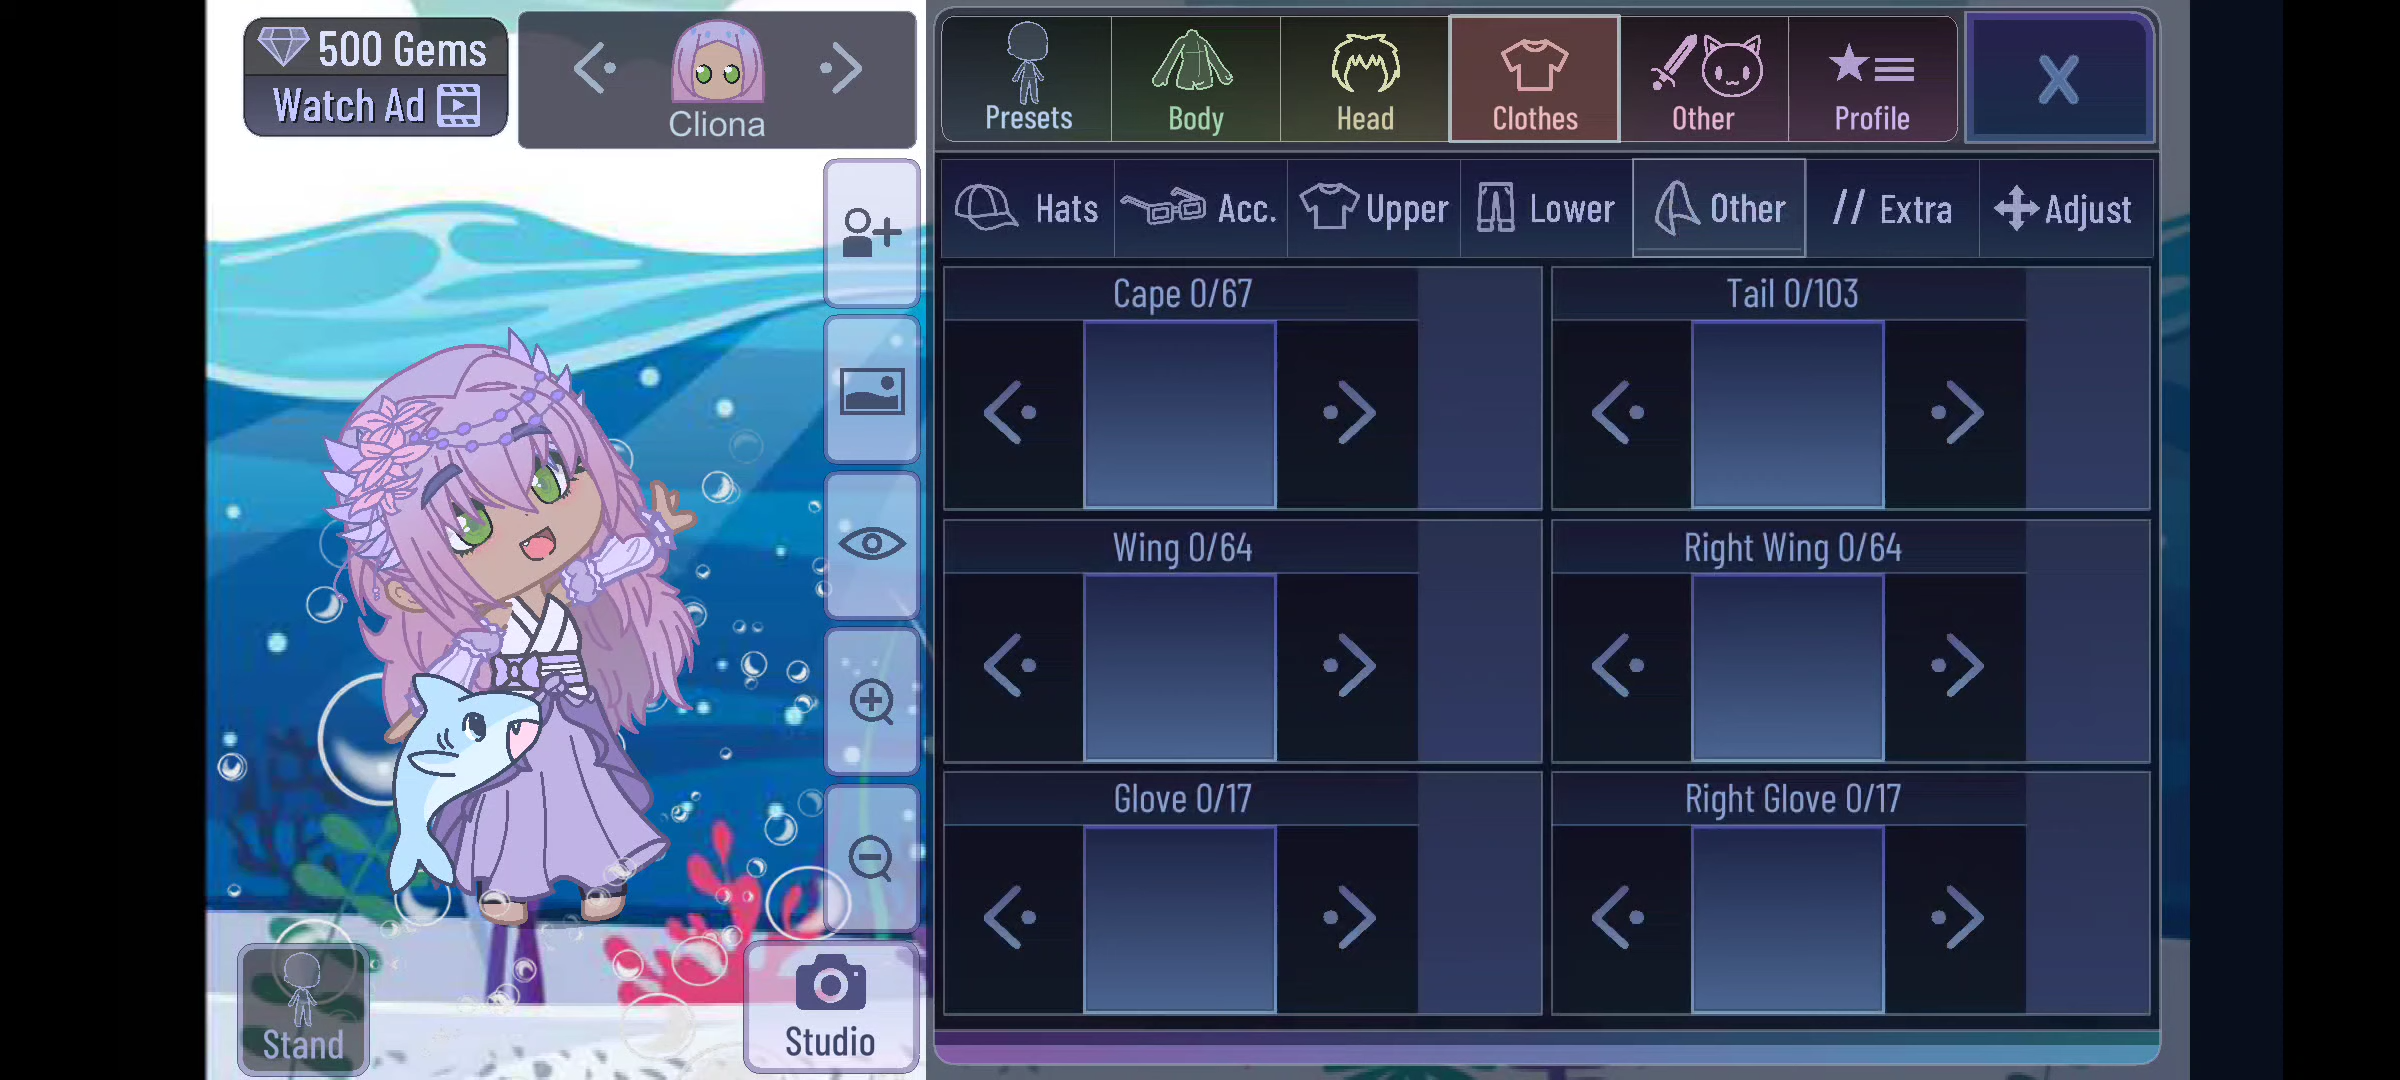 500 Gems
Watch Ad
Cliona
Presets
Body
Head
Clothes
Other
Profile
X
Hats
Acc.
Upper
Lower
Other
Extra
Adjust
Cape 0/67
Tail 0/103
Wing 0/64
Right Wing 0/64
Glove 0/17
Right Glove 0/17
Stand
Studio